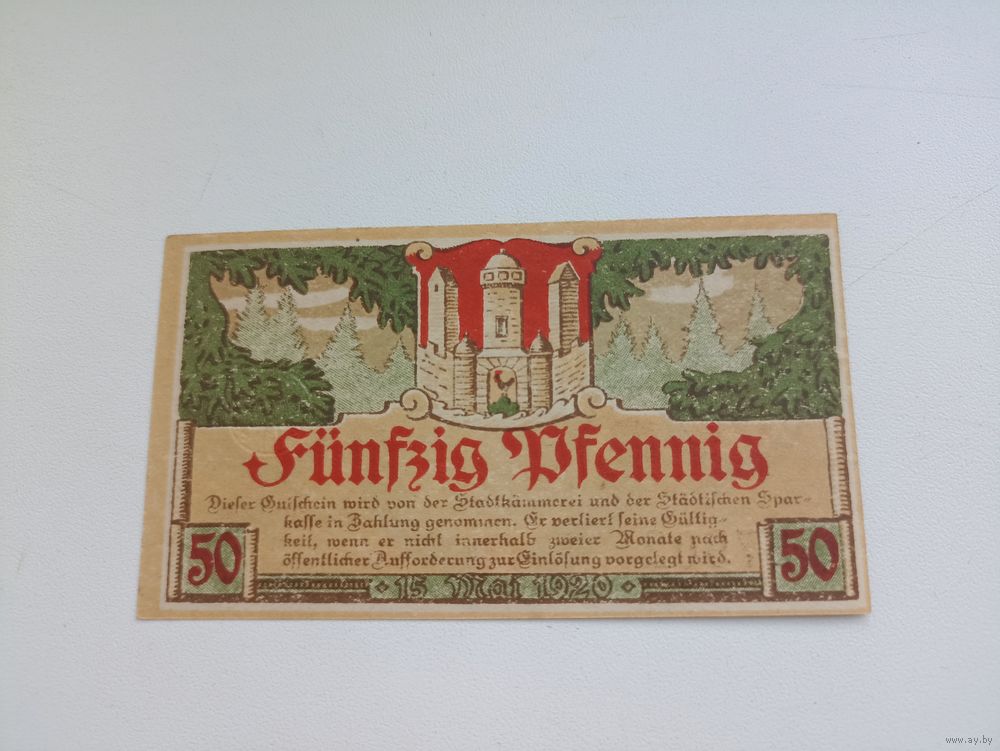 Fünfzig Pfennig
Dieser Gutschein wird von der Stadtkämmerei und der Städtischen Spar-
kasse in Zahlung genommen. Er verliert seine Gültig-
keit, wenn er nicht innerhalb zweier Monate nach
öffentlicher Aufforderung zur Einlösung vorgelegt wird.
50
50
15 Mai 1920
www.ay.by